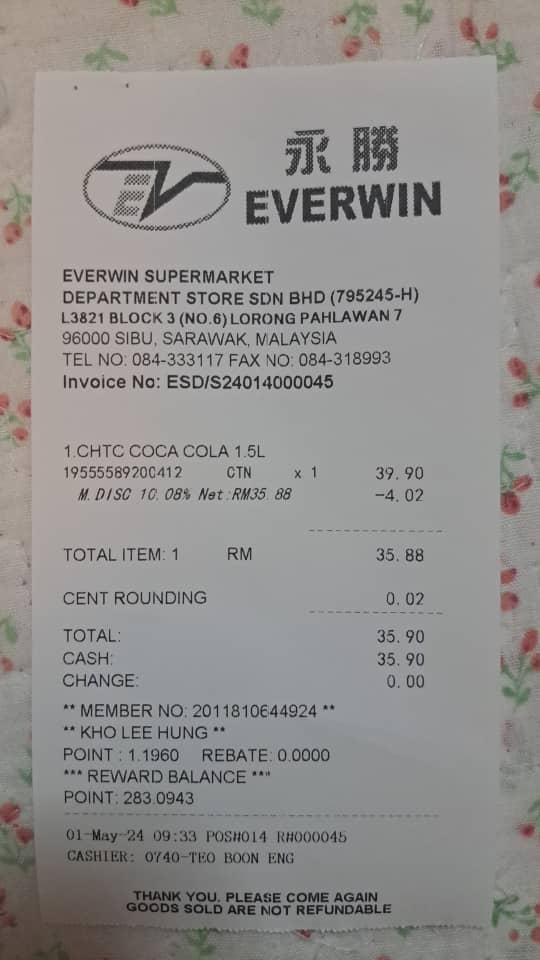 永勝
EV
EVERWIN
EVERWIN SUPERMARKET
DEPARTMENT STORE SDN BHD (795245-H)
L3821 BLOCK 3 (NO.6) LORONG PAHLAWAN 7
96000 SIBU, SARAWAK, MALAYSIA
TEL NO: 084-333117 FAX NO: 084-318993
Invoice No: ESD/S24014000045
1.CHTC COCA COLA 1.5L
19555589200412 CTN x 1 39.90
M.DISC 10.08% Net:RM35.88 -4.02
TOTAL ITEM: 1 RM 35.88
CENT ROUNDING 0.02
TOTAL: 35.90
CASH: 35.90
CHANGE: 0.00
** MEMBER NO: 2011810644924 **
** KHO LEE HUNG **
POINT : 1.1960 REBATE: 0.0000
*** REWARD BALANCE ***
POINT: 283.0943
01-May-24 09:33 POS#014 R#000045
CASHIER: 0740-TEO BOON ENG
THANK YOU. PLEASE COME AGAIN
GOODS SOLD ARE NOT REFUNDABLE